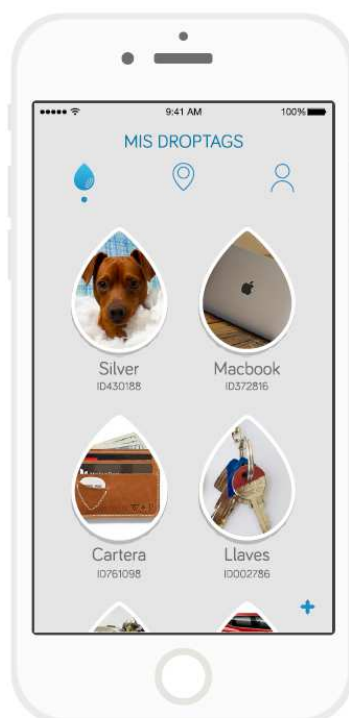 9:41 AM
100%
MIS DROPTAGS
Silver
Macbook
ID430188
ID372816
Cartera
Llaves
ID761098
ID002786